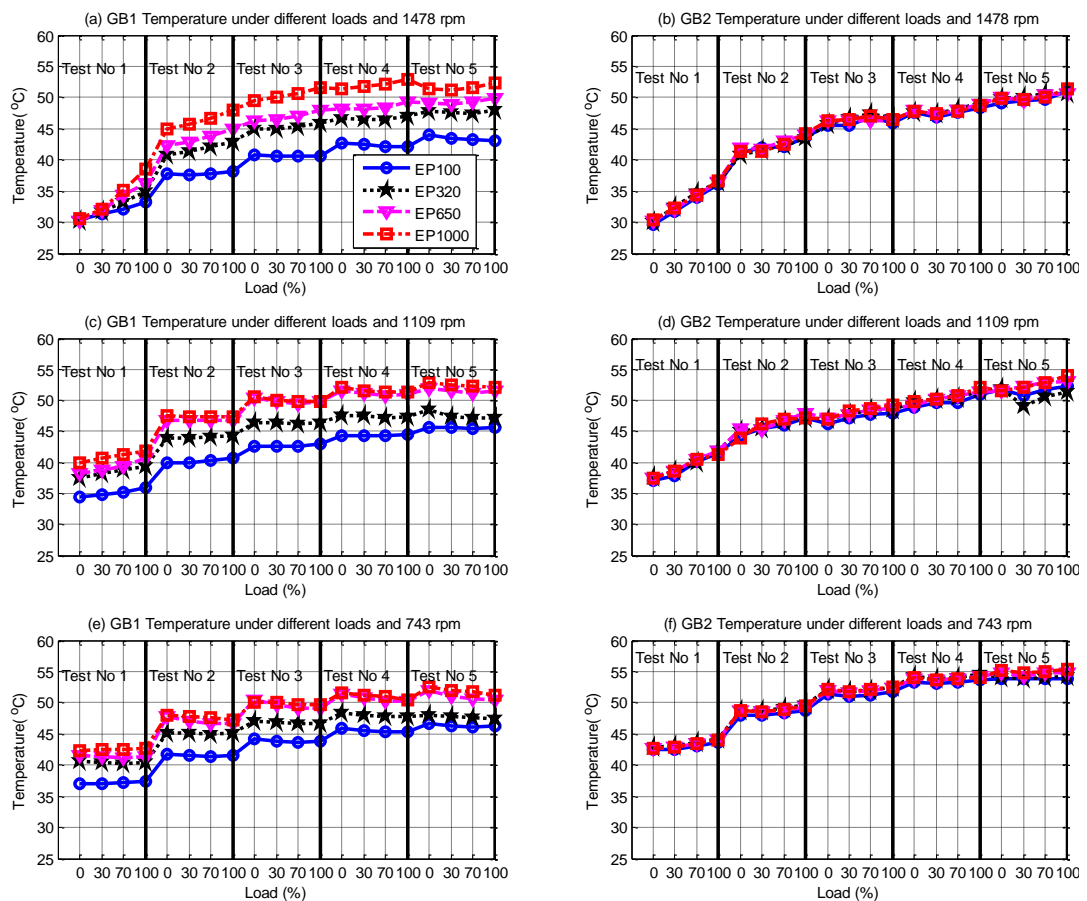 (a) GB1 Temperature under different loads and 1478 rpm
60
55
50
45
40
35
30
25
Temperature( °C)
Test No 1 Test No 2 Test No 3 Test No 4 Test No 5
EP100
EP320
EP650
EP1000
0 30 70 100 0 30 70 100 0 30 70 100 0 30 70 100 0 30 70 100
Load (%)
(b) GB2 Temperature under different loads and 1478 rpm
60
55
50
45
40
35
30
25
Temperature( °C)
Test No 1 Test No 2 Test No 3 Test No 4 Test No 5
0 30 70 100 0 30 70 100 0 30 70 100 0 30 70 100 0 30 70 100
Load (%)
(c) GB1 Temperature under different loads and 1109 rpm
60
55
50
45
40
35
30
25
Temperature( °C)
Test No 1 Test No 2 Test No 3 Test No 4 Test No 5
0 30 70 100 0 30 70 100 0 30 70 100 0 30 70 100 0 30 70 100
Load (%)
(d) GB2 Temperature under different loads and 1109 rpm
60
55
50
45
40
35
30
25
Temperature( °C)
Test No 1 Test No 2 Test No 3 Test No 4 Test No 5
0 30 70 100 0 30 70 100 0 30 70 100 0 30 70 100 0 30 70 100
Load (%)
(e) GB1 Temperature under different loads and 743 rpm
60
55
50
45
40
35
30
25
Temperature( °C)
Test No 1 Test No 2 Test No 3 Test No 4 Test No 5
0 30 70 100 0 30 70 100 0 30 70 100 0 30 70 100 0 30 70 100
Load (%)
(f) GB2 Temperature under different loads and 743 rpm
60
55
50
45
40
35
30
25
Temperature( °C)
Test No 1 Test No 2 Test No 3 Test No 4 Test No 5
0 30 70 100 0 30 70 100 0 30 70 100 0 30 70 100 0 30 70 100
Load (%)